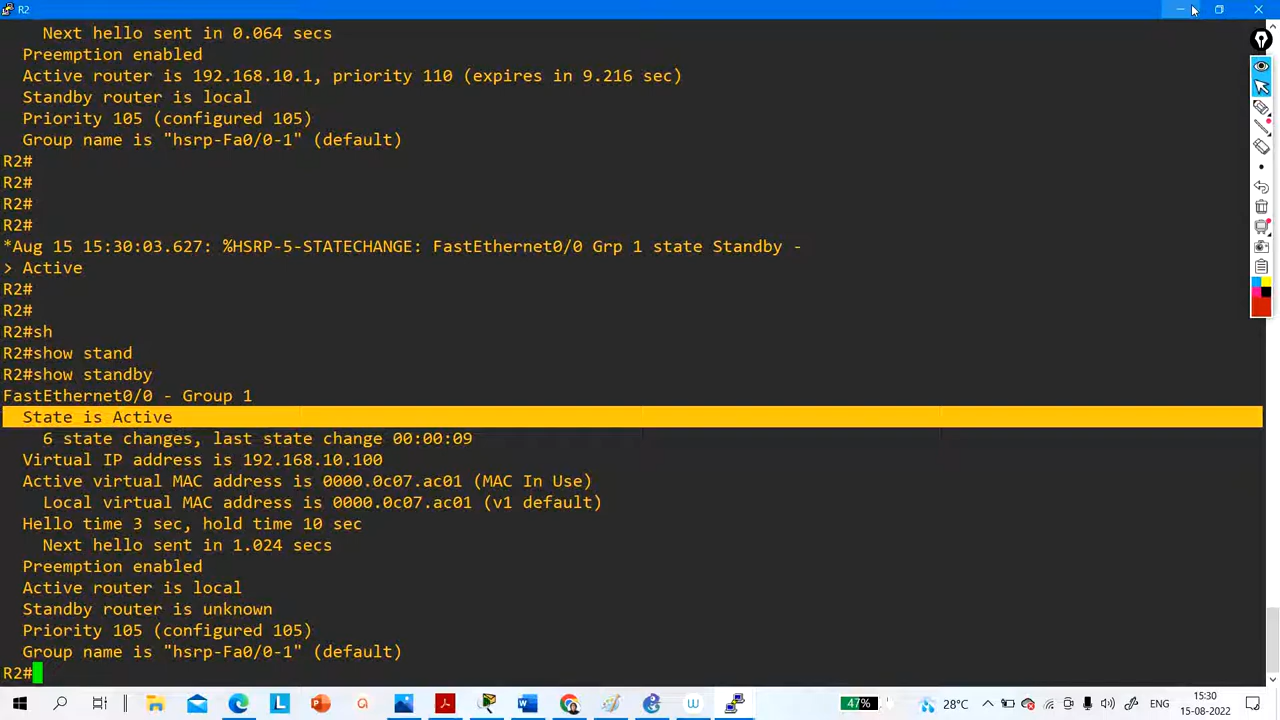 R2
Next hello sent in 0.064 secs
Preemption enabled
Active router is 192.168.10.1, priority 110 (expires in 9.216 sec)
Standby router is local
Priority 105 (configured 105)
Group name is "hsrp-Fa0/0-1" (default)
R2#
R2#
R2#
R2#
*Aug 15 15:30:03.627: %HSRP-5-STATECHANGE: FastEthernet0/0 Grp 1 state Standby -
> Active
R2#
R2#
R2#sh
R2#show stand
R2#show standby
FastEthernet0/0 - Group 1
State is Active
6 state changes, last state change 00:00:09
Virtual IP address is 192.168.10.100
Active virtual MAC address is 0000.0c07.ac01 (MAC In Use)
Local virtual MAC address is 0000.0c07.ac01 (v1 default)
Hello time 3 sec, hold time 10 sec
Next hello sent in 1.024 secs
Preemption enabled
Active router is local
Standby router is unknown
Priority 105 (configured 105)
Group name is "hsrp-Fa0/0-1" (default)
R2#
47%
28°C
ENG
15:30
15-08-2022